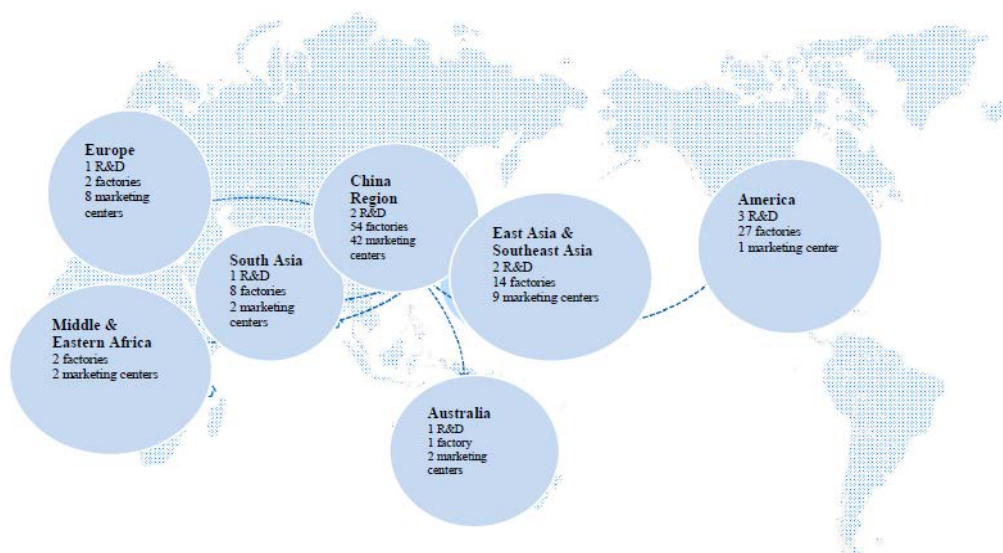 Europe
1 R&D
2 factories
8 marketing
centers
China
Region
2 R&D
54 factories
42 marketing
centers
South Asia
1 R&D
8 factories
2 marketing
centers
East Asia &
Southeast Asia
2 R&D
14 factories
9 marketing centers
America
3 R&D
27 factories
1 marketing center
Middle &
Eastern Africa
2 factories
2 marketing centers
Australia
1 R&D
1 factory
2 marketing
centers